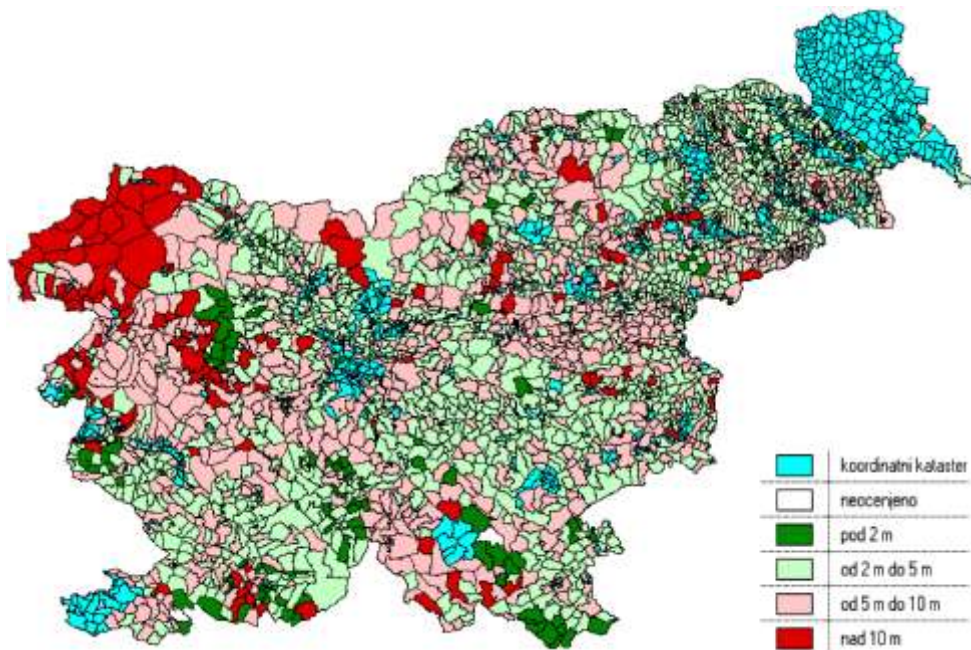 koordinatni kataster
neocenjeno
pod 2 m
od 2 m do 5 m
od 5 m do 10 m
nad 10 m